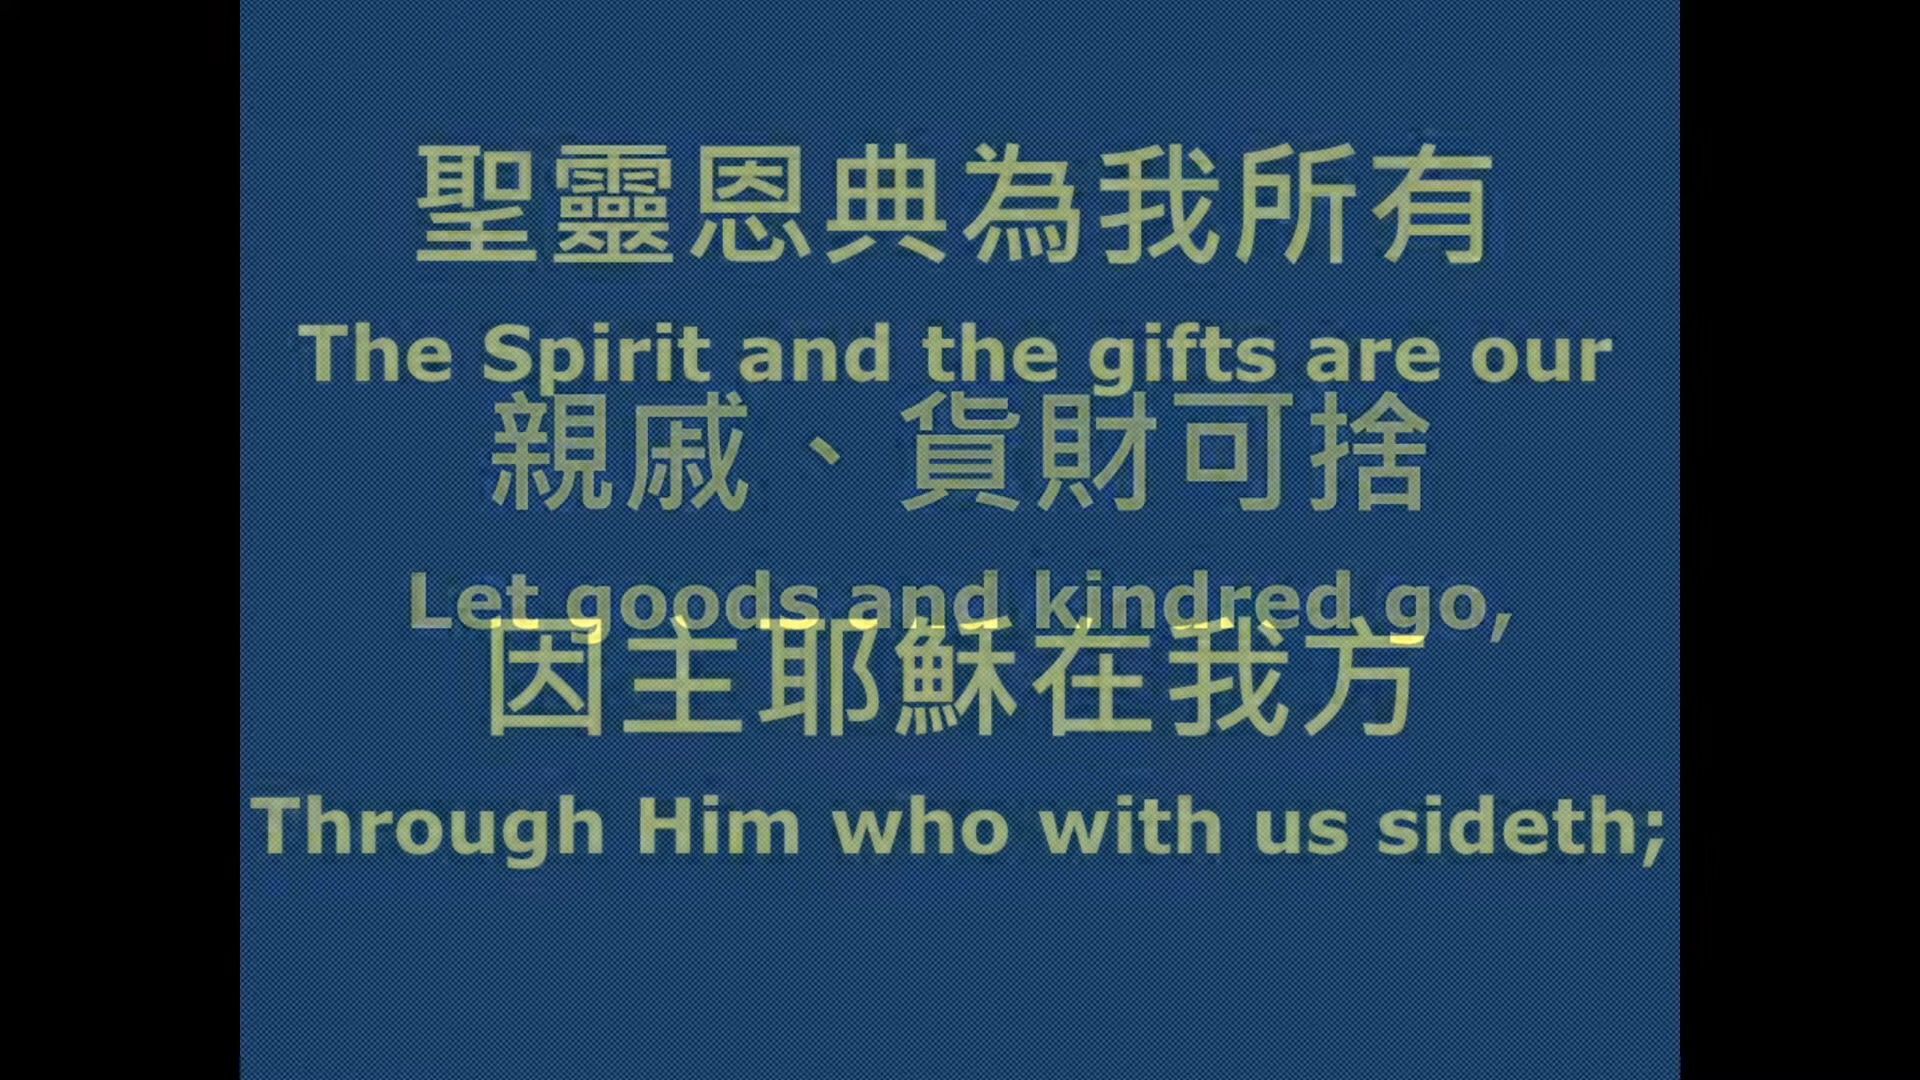 聖靈恩典為我所有
The Spirit and the gifts are our
親戚、貨財可捨
Let goods and kindred go,
因主耶穌在我方
Through Him who with us sideth;